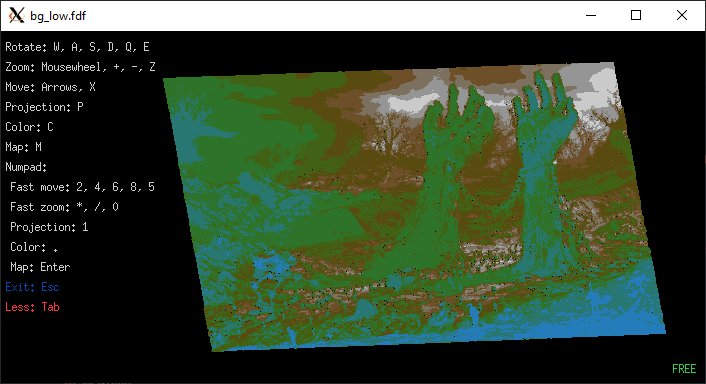 bg_low.fdf
Rotate: W, A, S, D, Q, E
Zoom: Mousewheel, +, -, Z
Move: Arrows, X
Projection: P
Color: C
Map: M
Numpad:
Fast move: 2, 4, 6, 8, 5
Fast zoom: *, /, 0
Projection: 1
Color: .
Map: Enter
Exit: Esc
Less: Tab
FREE